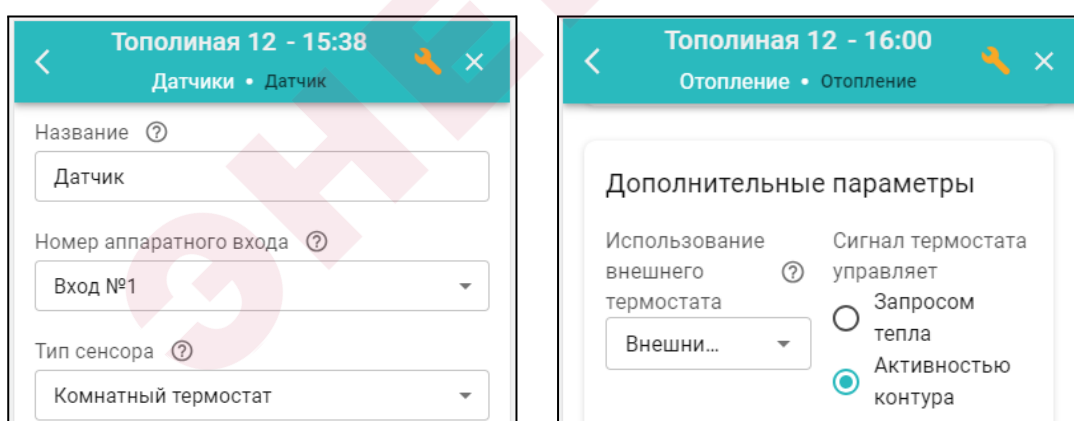 Тополиная 12 - 15:38
Датчики • Датчик
Название
Датчик
Номер аппаратного входа
Вход №1
Тип сенсора
Комнатный термостат
Тополиная 12 - 16:00
Отопление • Отопление
Дополнительные параметры
Использование
внешнего
термостата
Внешни...
Сигнал термостата
управляет
Запросом
тепла
Активностью
контура
ЭНЕ